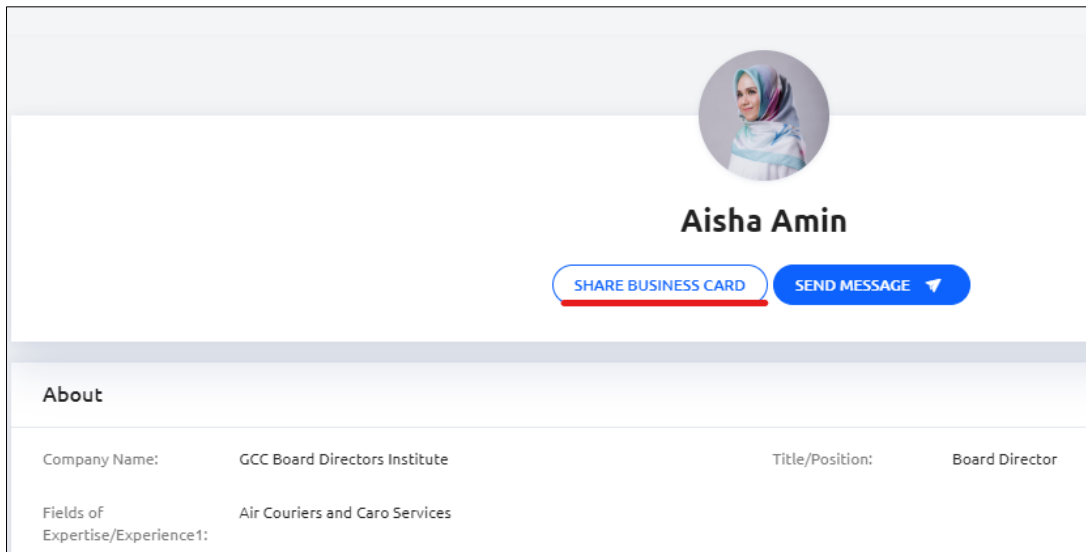 Aisha Amin
SHARE BUSINESS CARD
SEND MESSAGE
About
Company Name:
GCC Board Directors Institute
Title/Position:
Board Director
Fields of
Expertise/Experience1:
Air Couriers and Caro Services